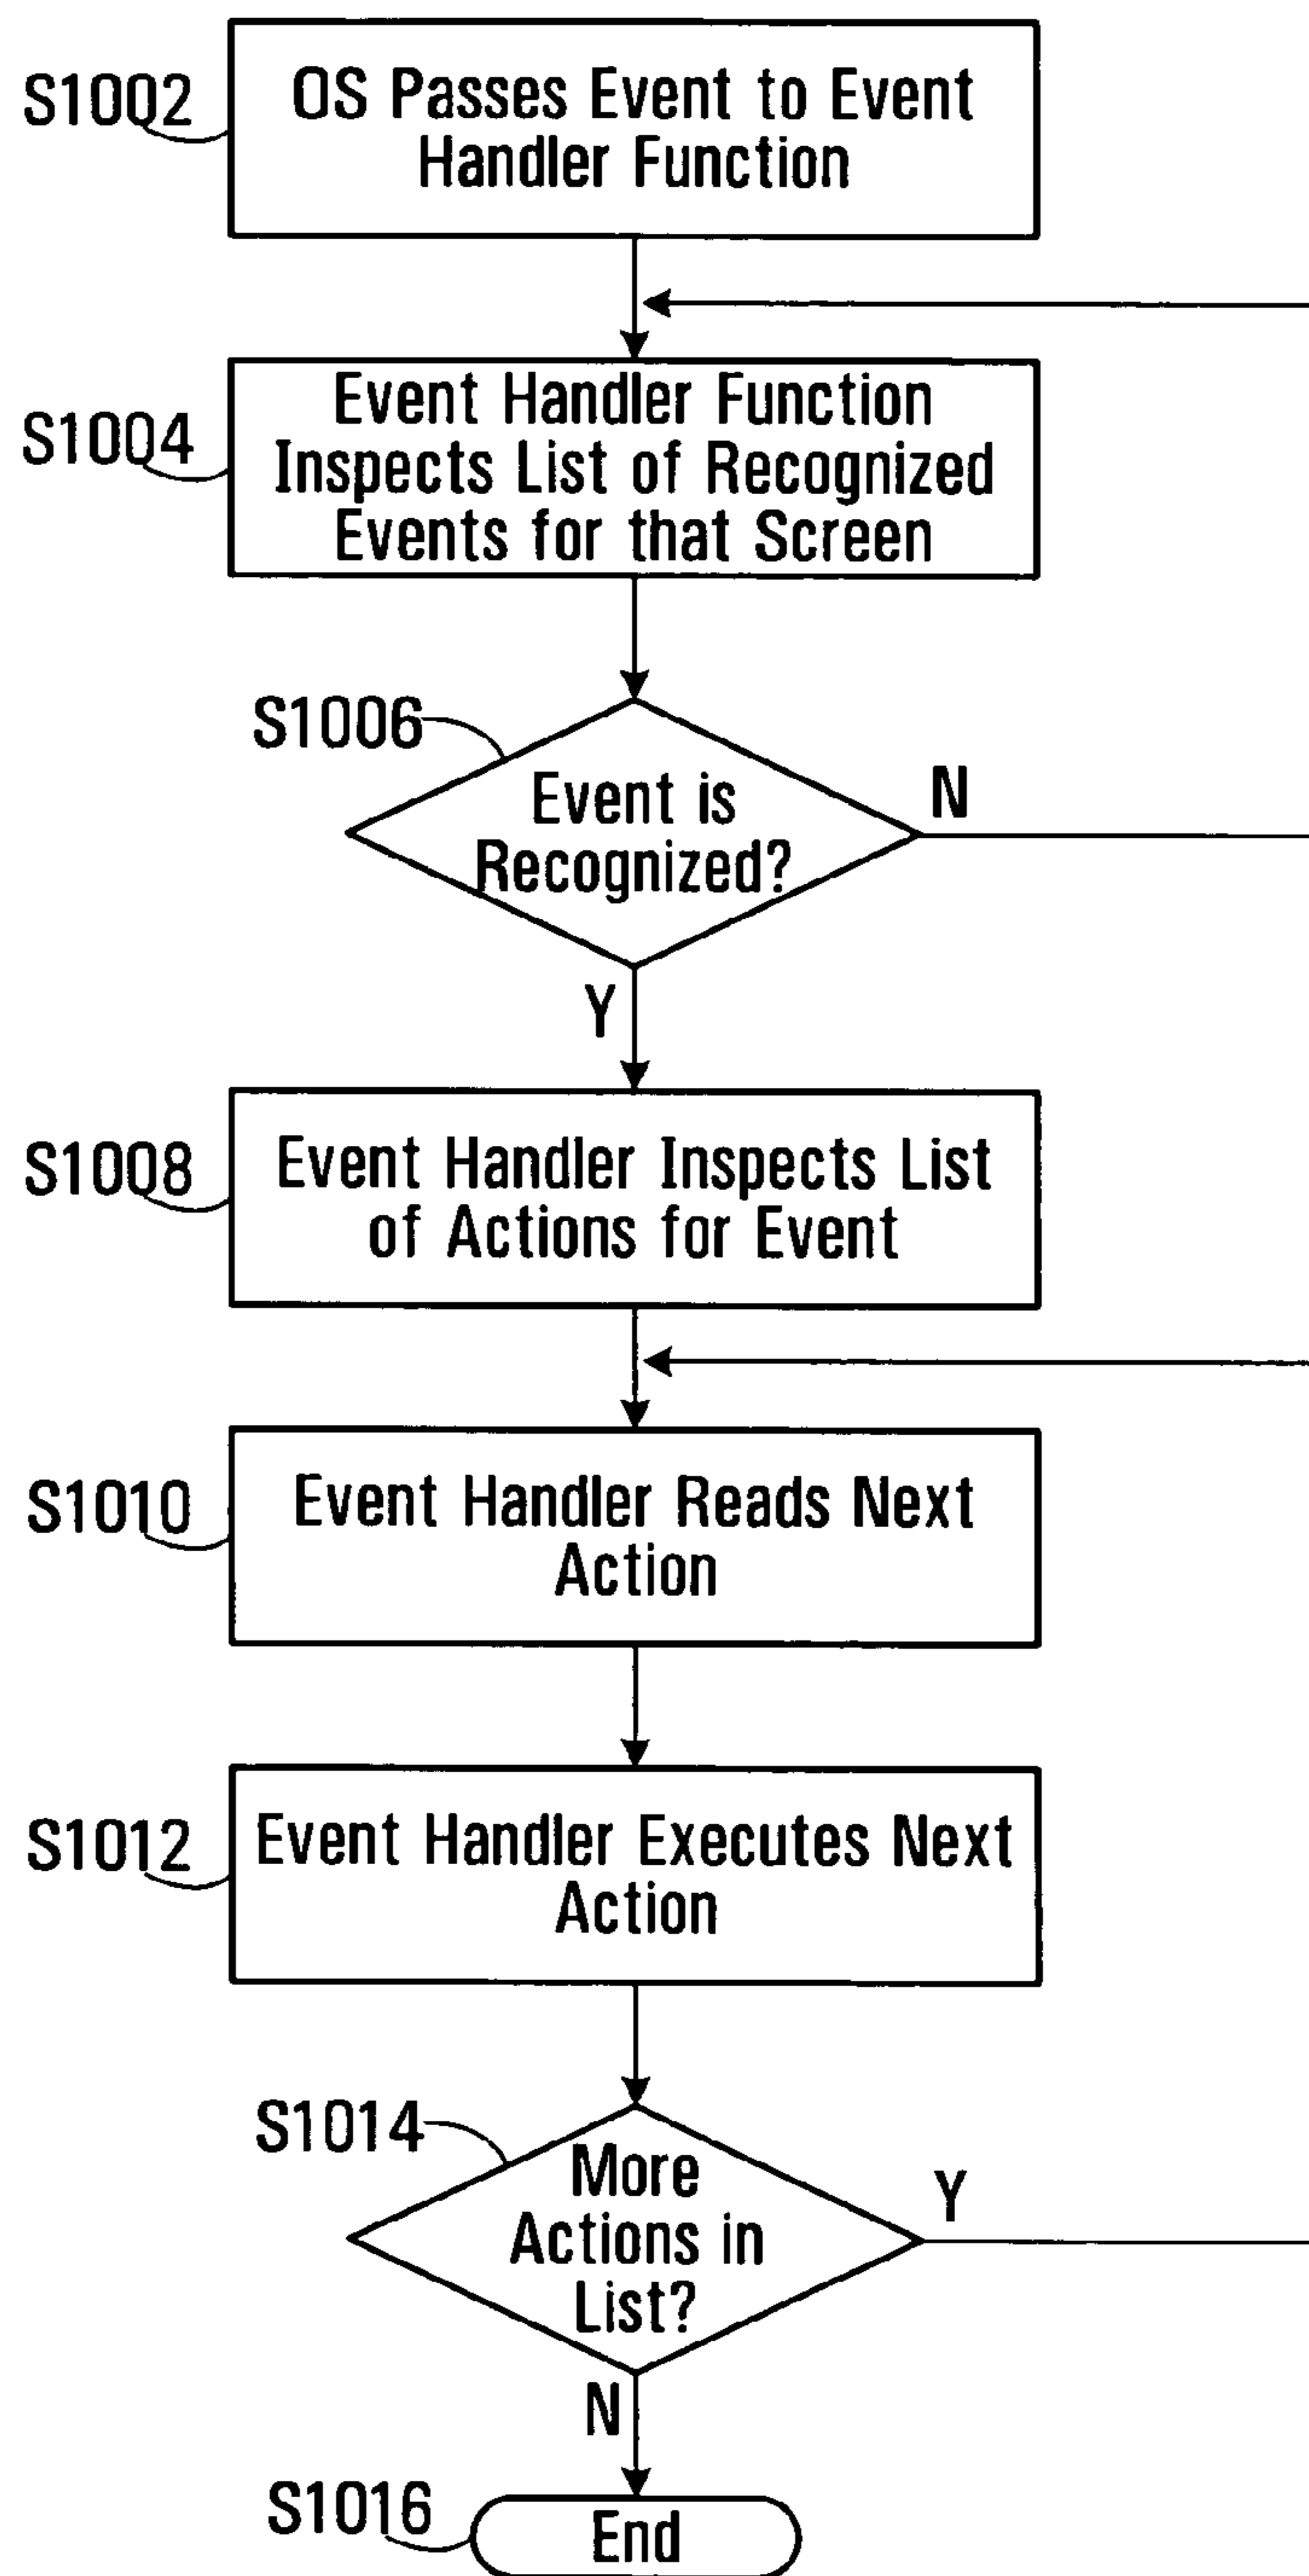 S1002
OS Passes Event to Event
Handler Function
S1004
Event Handler Function
Inspects List of Recognized
Events for that Screen
S1006
Event is
Recognized?
N
Y
S1008
Event Handler Inspects List
of Actions for Event
S1010
Event Handler Reads Next
Action
S1012
Event Handler Executes Next
Action
S1014
More
Actions in
List?
Y
N
S1016
End